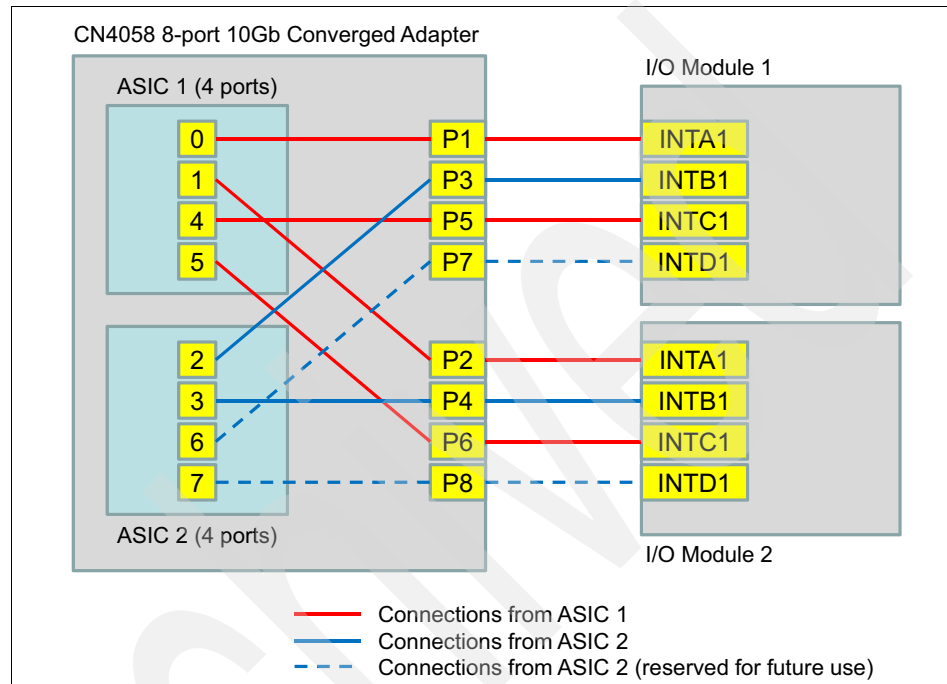 CN4058 8-port 10Gb Converged Adapter
I/O Module 1
ASIC 1 (4 ports)
0 P1 INTA1
1 P3 INTB1
4 P5 INTC1
5 P7 INTD1
2 P2 INTA1
3 P4 INTB1
6 P6 INTC1
7 P8 INTD1
ASIC 2 (4 ports)
I/O Module 2
Connections from ASIC 1
Connections from ASIC 2
Connections from ASIC 2 (reserved for future use)